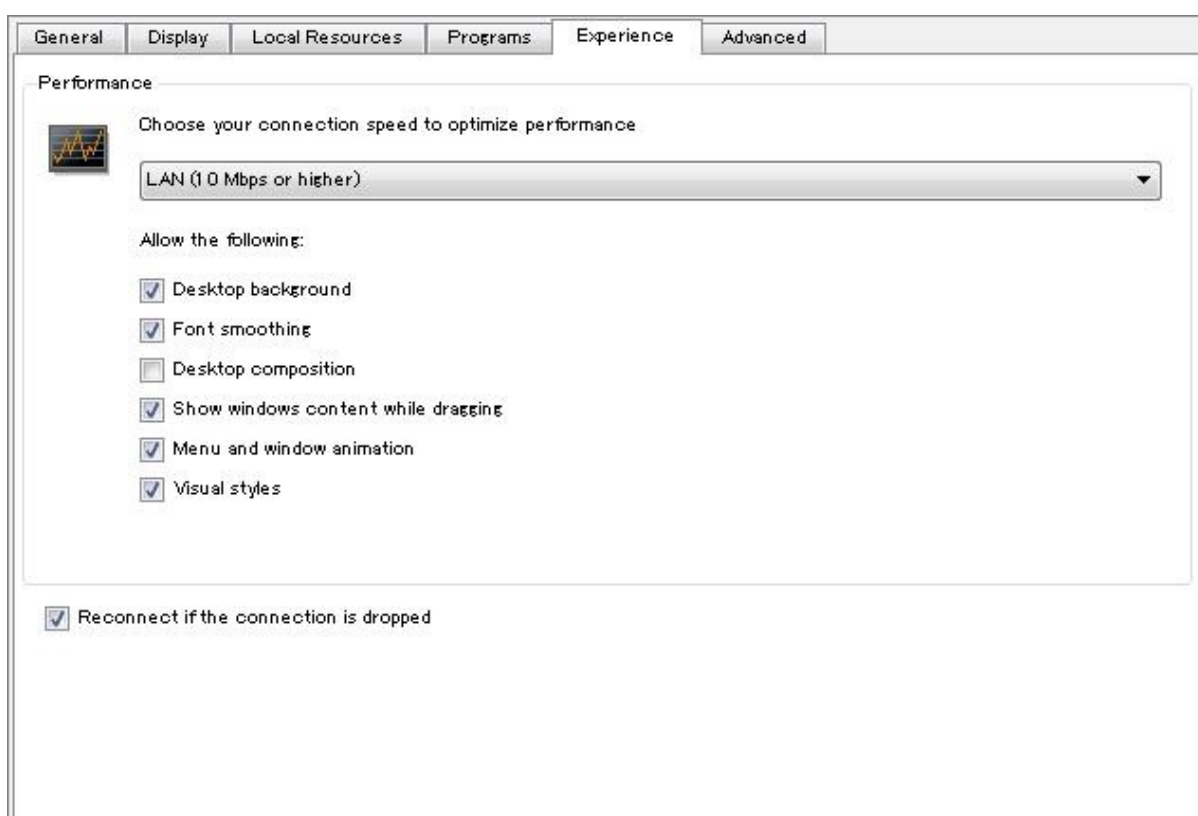 General Display Local Resources Programs Experience Advanced
Performance
Choose your connection speed to optimize performance
LAN (10 Mbps or higher)
Allow the following:
Desktop background
Font smoothing
Desktop composition
Show windows content while dragging
Menu and window animation
Visual styles
Reconnect if the connection is dropped